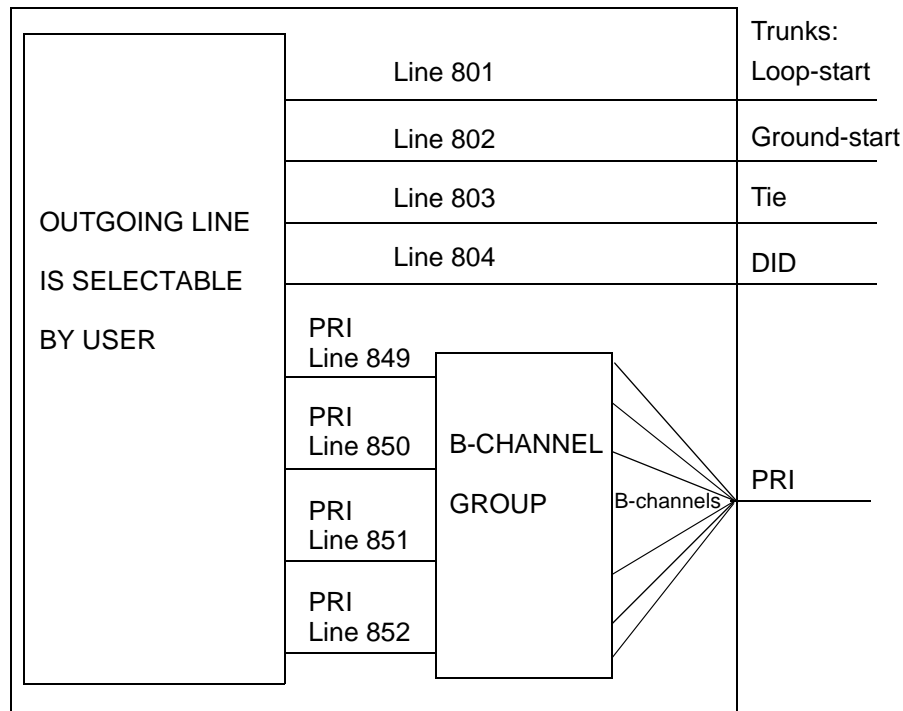 Trunks:
Line 801
Loop-start
Line 802
Ground-start
Line 803
Tie
Line 804
DID
OUTGOING LINE
IS SELECTABLE
BY USER
PRI
Line 849
PRI
Line 850
PRI
Line 851
PRI
Line 852
B-CHANNEL
GROUP
B-channels
PRI